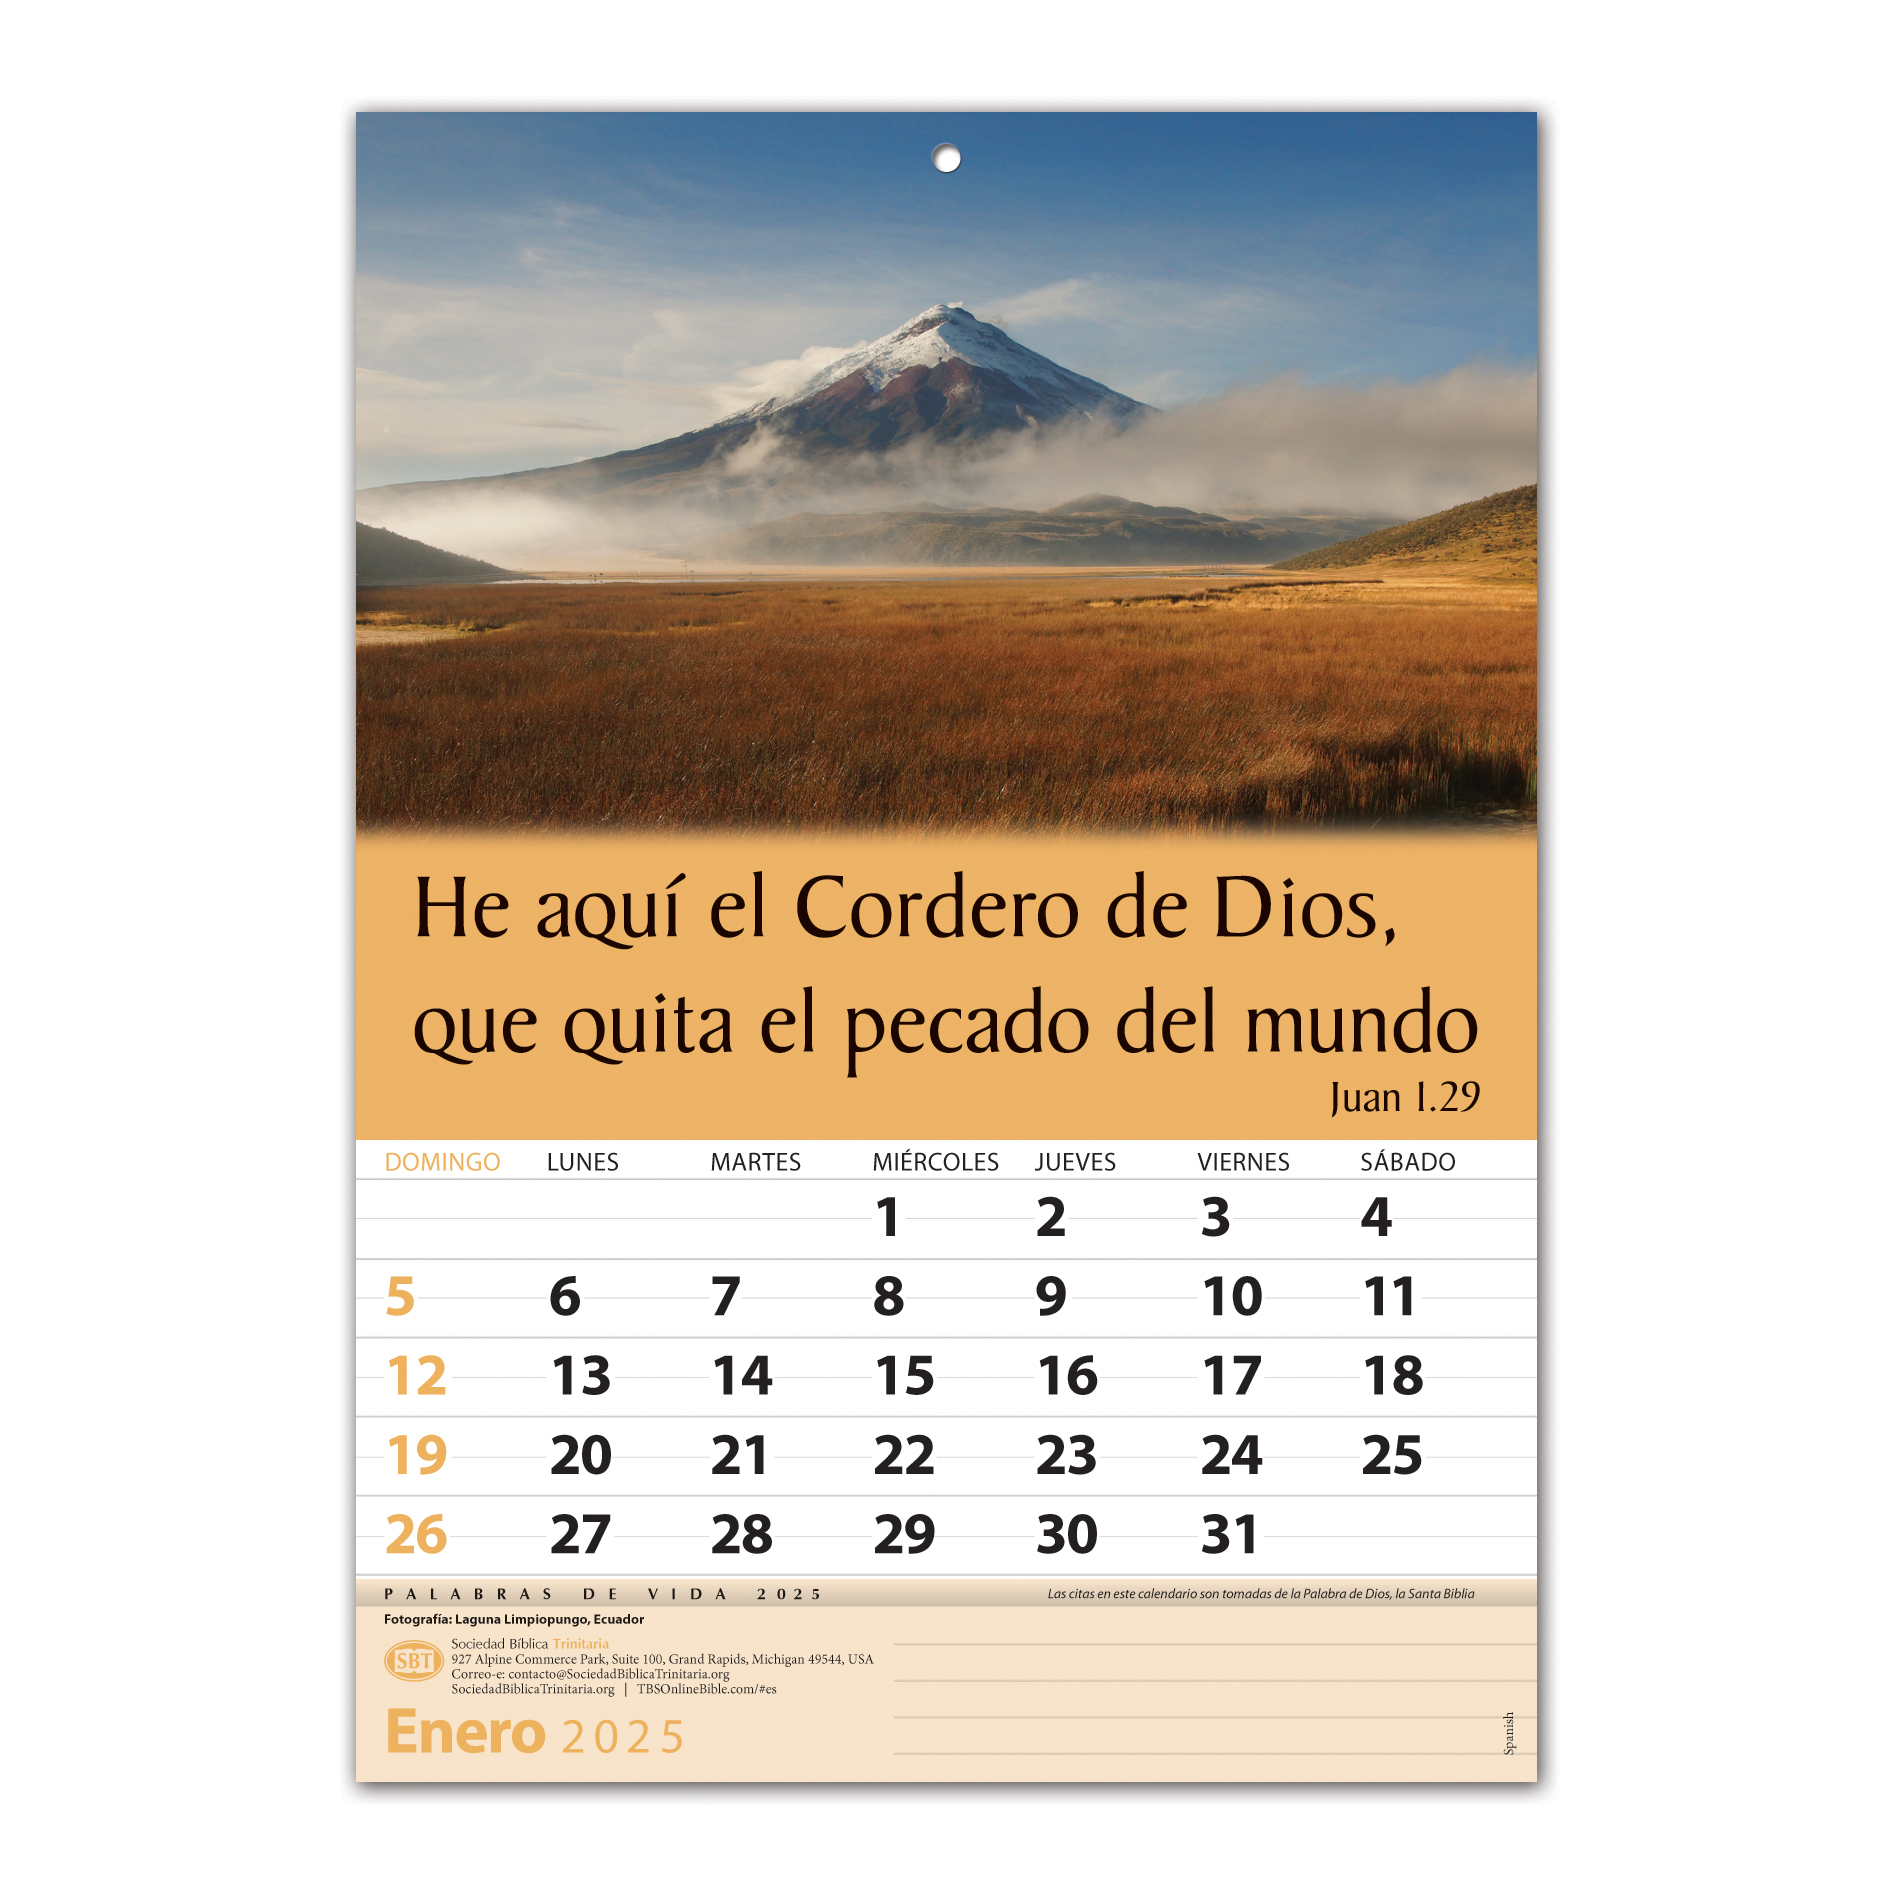 He aquí el Cordero de Dios,
que quita el pecado del mundo
Juan 1.29
DOMINGO LUNES MARTES MIÉRCOLES JUEVES VIERNES SÁBADO
1 2 3 4
5 6 7 8 9 10 11
12 13 14 15 16 17 18
19 20 21 22 23 24 25
26 27 28 29 30 31
PALABRAS DE VIDA 2025 Las citas en este calendario son tomadas de la Palabra de Dios, la Santa Biblia
Fotografía: Laguna Limpiopungo, Ecuador
SBT
Sociedad Bíblica Trinitaria
927 Alpine Commerce Park, Suite 100, Grand Rapids, Michigan 49544, USA
Correo-e: contacto@SociedadBiblicaTrinitaria.org
SociedadBiblicaTrinitaria.org | TBSOnlineBible.com/#es
Enero 2025
Spanish